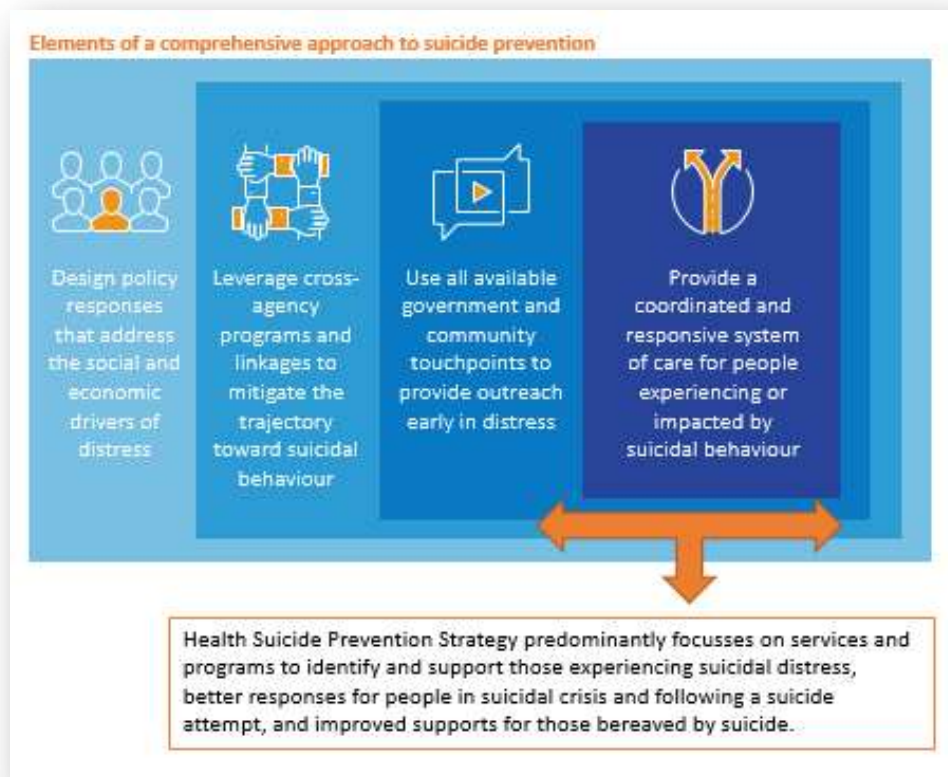 Elements of a comprehensive approach to suicide prevention
Design policy
responses
that address
the social and
economic
drivers of
distress
Leverage cross-
agency
programs and
linkages to
mitigate the
trajectory
toward suicidal
behaviour
Use all available
government and
community
touchpoints to
provide outreach
early in distress
Provide a
coordinated and
responsive system
of care for people
experiencing or
impacted by
suicidal behaviour
Health Suicide Prevention Strategy predominantly focusses on services and
programs to identify and support those experiencing suicidal distress,
better responses for people in suicidal crisis and following a suicide
attempt, and improved supports for those bereaved by suicide.